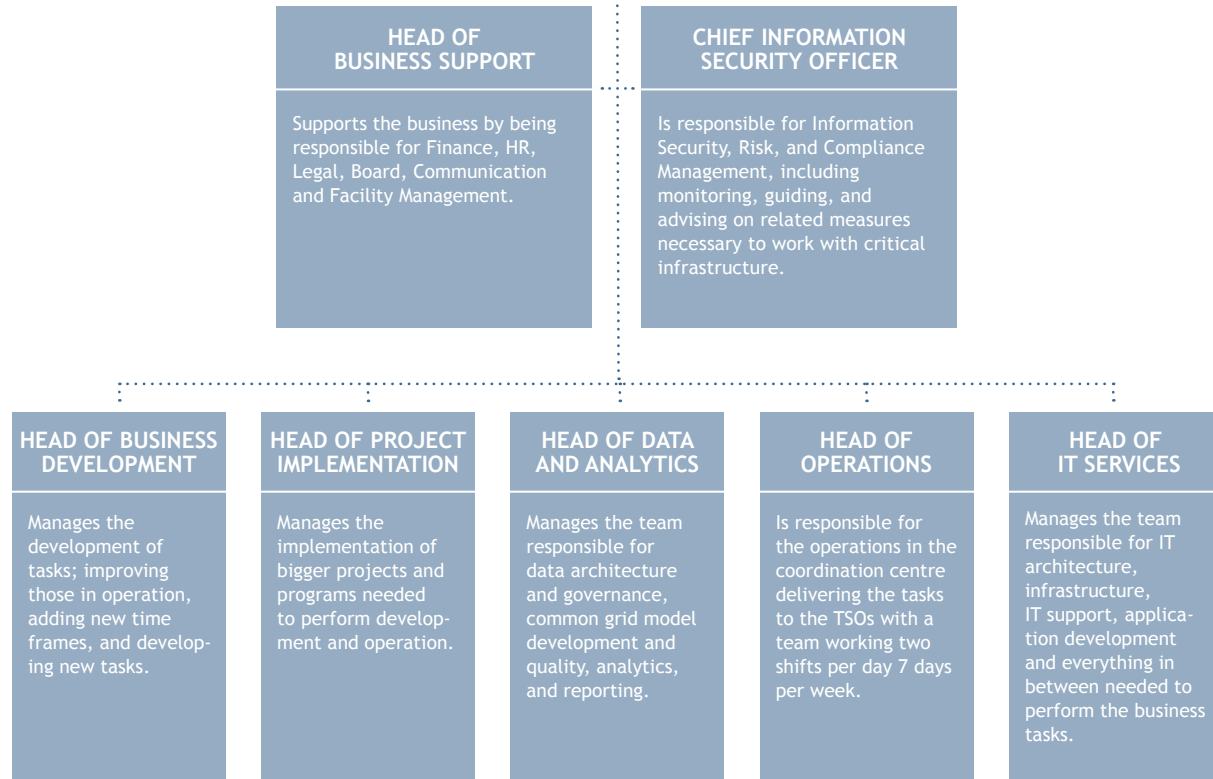 HEAD OF
BUSINESS SUPPORT
Supports the business by being
responsible for Finance, HR,
Legal, Board, Communication
and Facility Management.
CHIEF INFORMATION
SECURITY OFFICER
Is responsible for Information
Security, Risk, and Compliance
Management, including
monitoring, guiding, and
advising on related measures
necessary to work with critical
infrastructure.
HEAD OF BUSINESS
DEVELOPMENT
Manages the
development of
tasks; improving
those in operation,
adding new time
frames, and develop-
ing new tasks.
HEAD OF PROJECT
IMPLEMENTATION
Manages the
implementation of
bigger projects and
programs needed
to perform develop-
ment and operation.
HEAD OF DATA
AND ANALYTICS
Manages the team
responsible for
data architecture
and governance,
common grid model
development and
quality, analytics,
and reporting.
HEAD OF
OPERATIONS
Is responsible for
the operations in the
coordination centre
delivering the tasks
to the TSOs with a
team working two
shifts per day 7 days
per week.
HEAD OF
IT SERVICES
Manages the team
responsible for IT
architecture,
infrastructure,
IT support, applica-
tion development
and everything in
between needed to
perform the business
tasks.